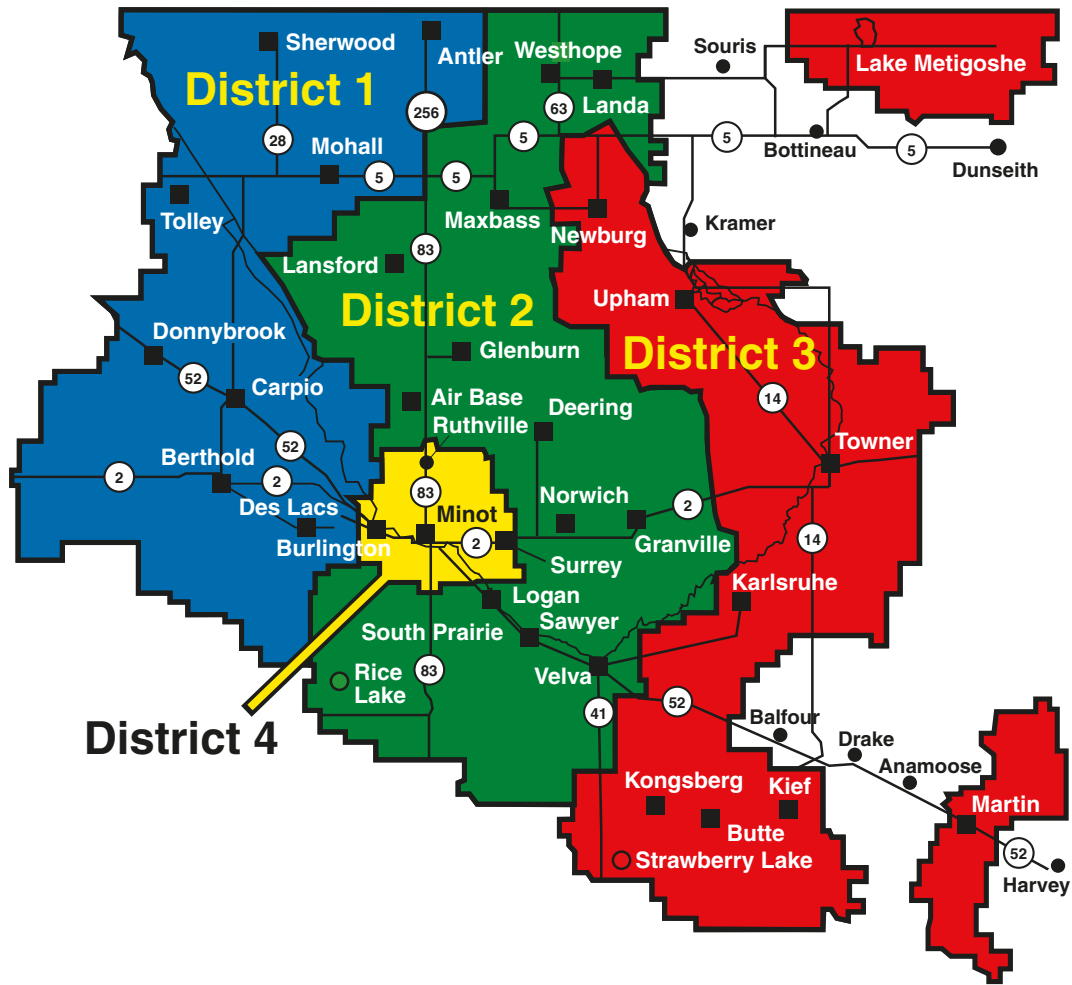 Sherwood
Antler
Westhope
Souris
Lake Metigoshe
District 1
256
63
Landa
28
Mohall
5
5
5
5
Bottineau
5
Dunseith
Tolley
Maxbass
Newburg
Kramer
83
Lansford
District 2
Upham
Donnybrook
Glenburn
District 3
52
Carpio
Air Base
Ruthville
Deering
14
52
Towner
Berthold
2
2
83
Norwich
2
Des Lacs
Minot
Burlington
2
Granville
14
Surrey
Karlsruhe
Logan
Sawyer
South Prairie
Rice
Lake
83
Velva
41
52
District 4
Balfour
Drake
Anamoose
Kongsberg
Kief
Martin
Butte
Strawberry Lake
52
Harvey